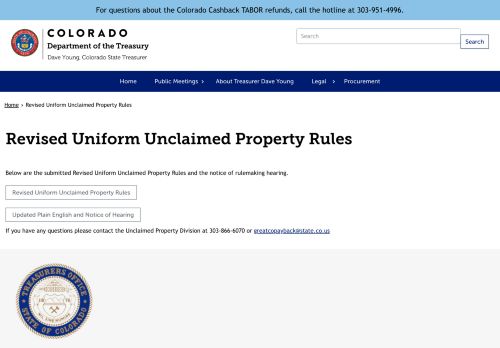 For questions about the Colorado Cashback TABOR refunds, call the hotline at 303-951-4996.
COLORADO
Department of the Treasury
Dave Young, Colorado State Treasurer
Search
Search
Home Public Meetings › About Treasurer Dave Young Legal › Procurement
Home › Revised Uniform Unclaimed Property Rules
Revised Uniform Unclaimed Property Rules
Below are the submitted Revised Uniform Unclaimed Property Rules and the notice of rulemaking hearing.
Revised Uniform Unclaimed Property Rules
Updated Plain English and Notice of Hearing
If you have any questions please contact the Unclaimed Property Division at 303-866-6070 or greatcopayback@state.co.us
TREASURERS OFFICE
STATE OF COLORADO